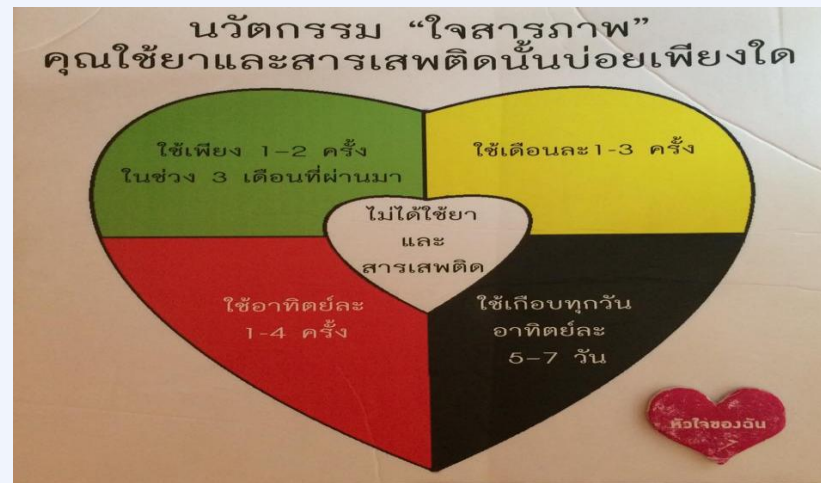 นวัตกรรม “ใจสารภาพ”
คุณใช้ยาและสารเสพติดนั้นบ่อยเพียงใด
ใช้เพียง 1-2 ครั้ง
ในช่วง 3 เดือนที่ผ่านมา
ใช้เดือนละ1-3 ครั้ง
ไม่ได้ใช้ยา
และ
สารเสพติด
ใช้อาทิตย์ละ
1-4 ครั้ง
ใช้เกือบทุกวัน
อาทิตย์ละ
5-7 วัน
หัวใจของฉัน